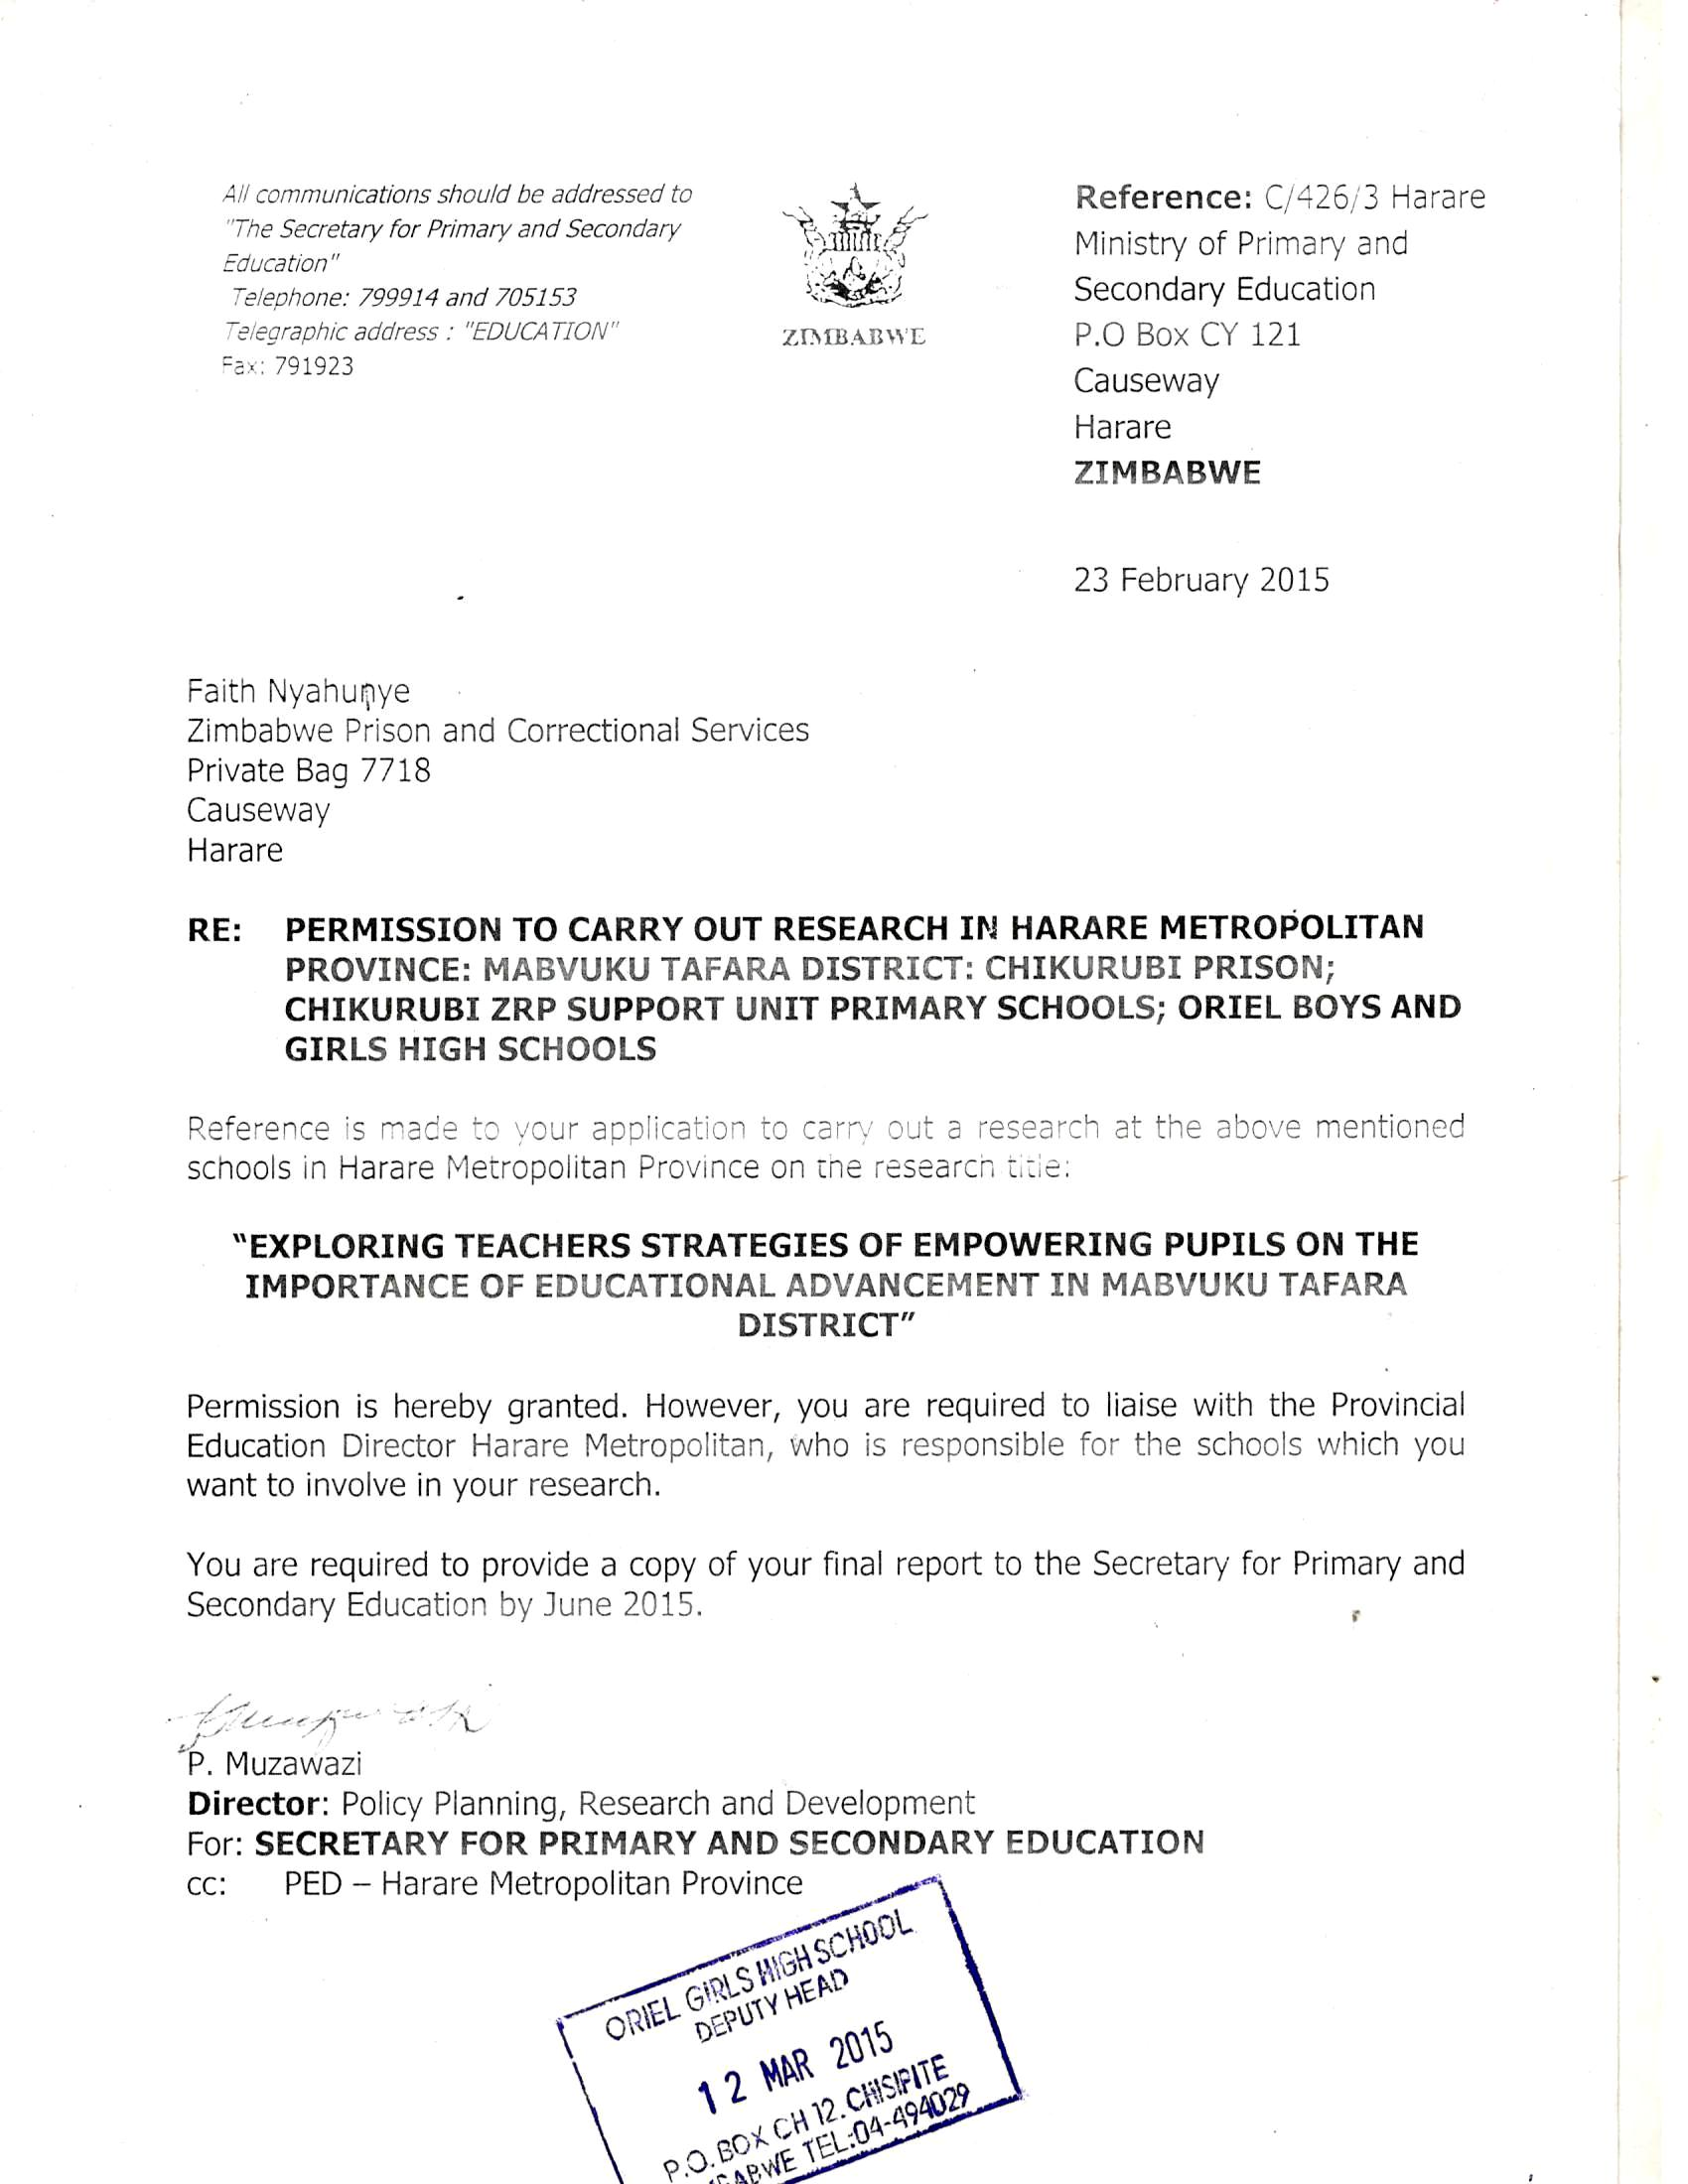 All communications should be addressed to
"The Secretary for Primary and Secondary
Education"
Telephone: 799914 and 705153
Telegraphic address : "EDUCATION"
Fax: 791923
ZIMBABWE
Reference: C/426/3 Harare
Ministry of Primary and
Secondary Education
P.O Box CY 121
Causeway
Harare
ZIMBABWE
23 February 2015
Faith Nyahunye
Zimbabwe Prison and Correctional Services
Private Bag 7718
Causeway
Harare
RE: PERMISSION TO CARRY OUT RESEARCH IN HARARE METROPOLITAN
PROVINCE: MABVUKU TAFARA DISTRICT: CHIKURUBI PRISON;
CHIKURUBI ZRP SUPPORT UNIT PRIMARY SCHOOLS; ORIEL BOYS AND
GIRLS HIGH SCHOOLS
Reference is made to your application to carry out a research at the above mentioned
schools in Harare Metropolitan Province on the research title:
"EXPLORING TEACHERS STRATEGIES OF EMPOWERING PUPILS ON THE
IMPORTANCE OF EDUCATIONAL ADVANCEMENT IN MABVUKU TAFARA
DISTRICT"
Permission is hereby granted. However, you are required to liaise with the Provincial
Education Director Harare Metropolitan, who is responsible for the schools which you
want to involve in your research.
You are required to provide a copy of your final report to the Secretary for Primary and
Secondary Education by June 2015.
P. Muzawazi
Director: Policy Planning, Research and Development
For: SECRETARY FOR PRIMARY AND SECONDARY EDUCATION
cc: PED – Harare Metropolitan Province
ORIEL GIRLS HIGH SCHOOL
DEPUTY HEAD
12 MAR 2015
P.O. BOX CH 12. CHISIPITE
TEL:04-494029